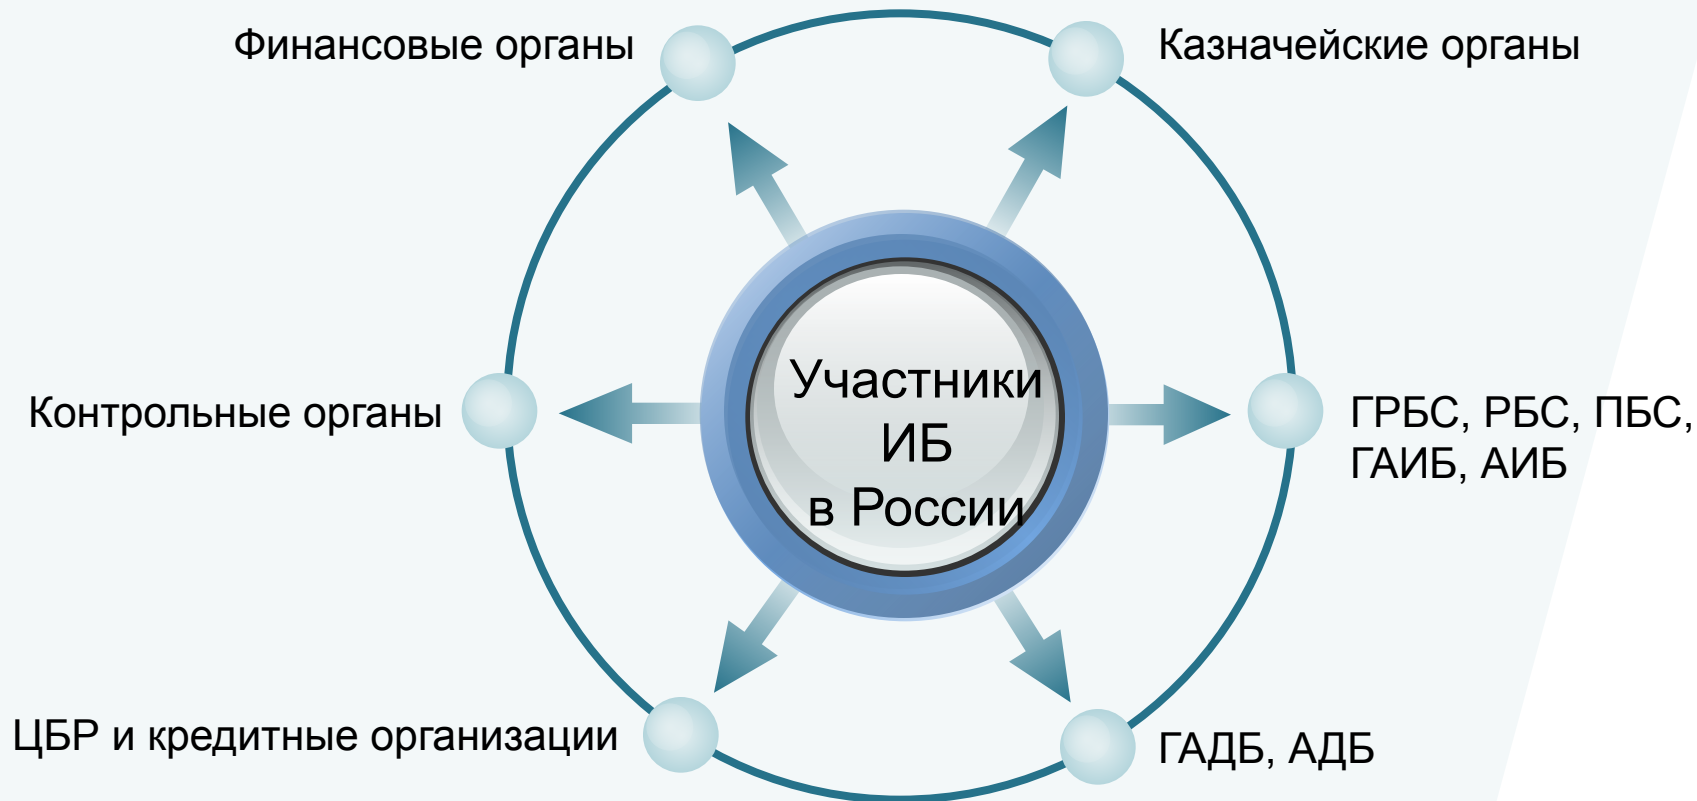 Финансовые органы
Казначейские органы
Контрольные органы
Участники
ИБ
в России
ГРБС, РБС, ПБС,
ГАИБ, АИБ
ЦБР и кредитные организации
ГАДБ, АДБ